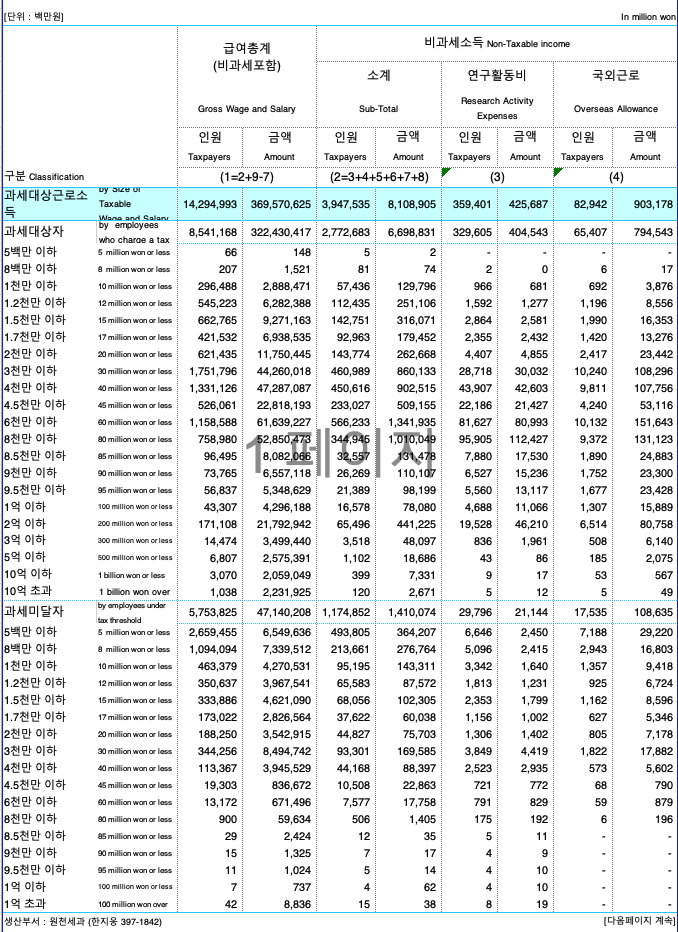 [단위 : 백만원] In million won
급여총계 비과세소득 Non-Taxable income
(비과세포함)
소계 연구활동비 국외근로
Gross Wage and Salary Sub-Total Research Activity Expenses Overseas Allowance
인원 금액 인원 금액 인원 금액 인원 금액
Taxpayers Amount Taxpayers Amount Taxpayers Amount Taxpayers Amount
구분 Classification (1=2+9-7) (2=3+4+5+6+7+8) (3) (4)
과세대상근로소득 by Size of Taxable Wage and Salary 14,294,993 369,570,625 3,947,535 8,108,905 359,401 425,687 82,942 903,178
과세대상자 by employees who charge a tax 8,541,168 322,430,417 2,772,683 6,698,831 329,605 404,543 65,407 794,543
5백만 이하 5 million won or less 66 148 5 2 - - - -
8백만 이하 8 million won or less 207 1,521 81 74 2 0 6 17
1천만 이하 10 million won or less 296,488 2,888,471 57,436 129,796 966 681 692 3,876
1.2천만 이하 12 million won or less 545,223 6,282,388 112,435 251,106 1,592 1,277 1,196 8,556
1.5천만 이하 15 million won or less 662,765 9,271,163 142,751 316,071 2,864 2,581 1,990 16,353
1.7천만 이하 17 million won or less 421,532 6,938,535 92,963 179,452 2,355 2,432 1,420 13,276
2천만 이하 20 million won or less 621,435 11,750,445 143,774 262,668 4,407 4,855 2,417 23,442
3천만 이하 30 million won or less 1,751,796 44,260,018 460,989 860,133 28,718 30,032 10,240 108,296
4천만 이하 40 million won or less 1,331,126 47,287,087 450,616 902,515 43,907 42,603 9,811 107,756
4.5천만 이하 45 million won or less 526,061 22,818,193 233,027 509,155 22,186 21,427 4,240 53,116
6천만 이하 60 million won or less 1,158,588 61,639,227 566,233 1,341,935 81,627 80,993 10,132 151,643
8천만 이하 80 million won or less 758,980 52,850,473 344,945 1,010,049 95,905 112,427 9,372 131,123
8.5천만 이하 85 million won or less 96,495 8,082,066 32,557 131,478 7,880 17,530 1,890 24,883
1 페이지
9천만 이하 90 million won or less 73,765 6,557,118 26,269 110,107 6,527 15,236 1,752 23,300
9.5천만 이하 95 million won or less 56,837 5,348,629 21,389 98,199 5,560 13,117 1,677 23,428
1억 이하 100 million won or less 43,307 4,296,188 16,578 78,080 4,688 11,066 1,307 15,889
2억 이하 200 million won or less 171,108 21,792,942 65,496 441,225 19,528 46,210 6,514 80,758
3억 이하 300 million won or less 14,474 3,499,440 3,518 48,097 836 1,961 508 6,140
5억 이하 500 million won or less 6,807 2,575,391 1,102 18,686 43 86 185 2,075
10억 이하 1 billion won or less 3,070 2,059,049 399 7,331 9 17 53 567
10억 초과 1 billion won over 1,038 2,231,925 120 2,671 5 12 5 49
과세미달자 by employees under tax threshold 5,753,825 47,140,208 1,174,852 1,410,074 29,796 21,144 17,535 108,635
5백만 이하 5 million won or less 2,659,455 6,549,636 493,805 364,207 6,646 2,450 7,188 29,220
8백만 이하 8 million won or less 1,094,094 7,339,512 213,661 276,764 5,096 2,415 2,943 16,803
1천만 이하 10 million won or less 463,379 4,270,531 95,195 143,311 3,342 1,640 1,357 9,418
1.2천만 이하 12 million won or less 350,637 3,967,541 65,583 87,572 1,813 1,231 925 6,724
1.5천만 이하 15 million won or less 333,886 4,621,090 68,056 102,305 2,353 1,799 1,162 8,596
1.7천만 이하 17 million won or less 173,022 2,826,564 37,622 60,038 1,156 1,002 627 5,346
2천만 이하 20 million won or less 188,250 3,542,915 44,827 75,703 1,306 1,402 805 7,178
3천만 이하 30 million won or less 344,256 8,494,742 93,301 169,585 3,849 4,419 1,822 17,882
4천만 이하 40 million won or less 113,367 3,945,529 44,168 88,397 2,523 2,935 573 5,602
4.5천만 이하 45 million won or less 19,303 836,672 10,508 22,863 721 772 68 790
6천만 이하 60 million won or less 13,172 671,496 7,577 17,758 791 829 59 879
8천만 이하 80 million won or less 900 59,634 506 1,405 175 192 6 196
8.5천만 이하 85 million won or less 29 2,424 12 35 5 11 - -
9천만 이하 90 million won or less 15 1,325 7 17 4 9 - -
9.5천만 이하 95 million won or less 11 1,024 5 14 4 10 - -
1억 이하 100 million won or less 7 737 4 62 4 10 - -
1억 초과 100 million won over 42 8,836 15 38 8 19 - -
생산부서 : 원천세과 (한지웅 397-1842) [다음페이지 계속]